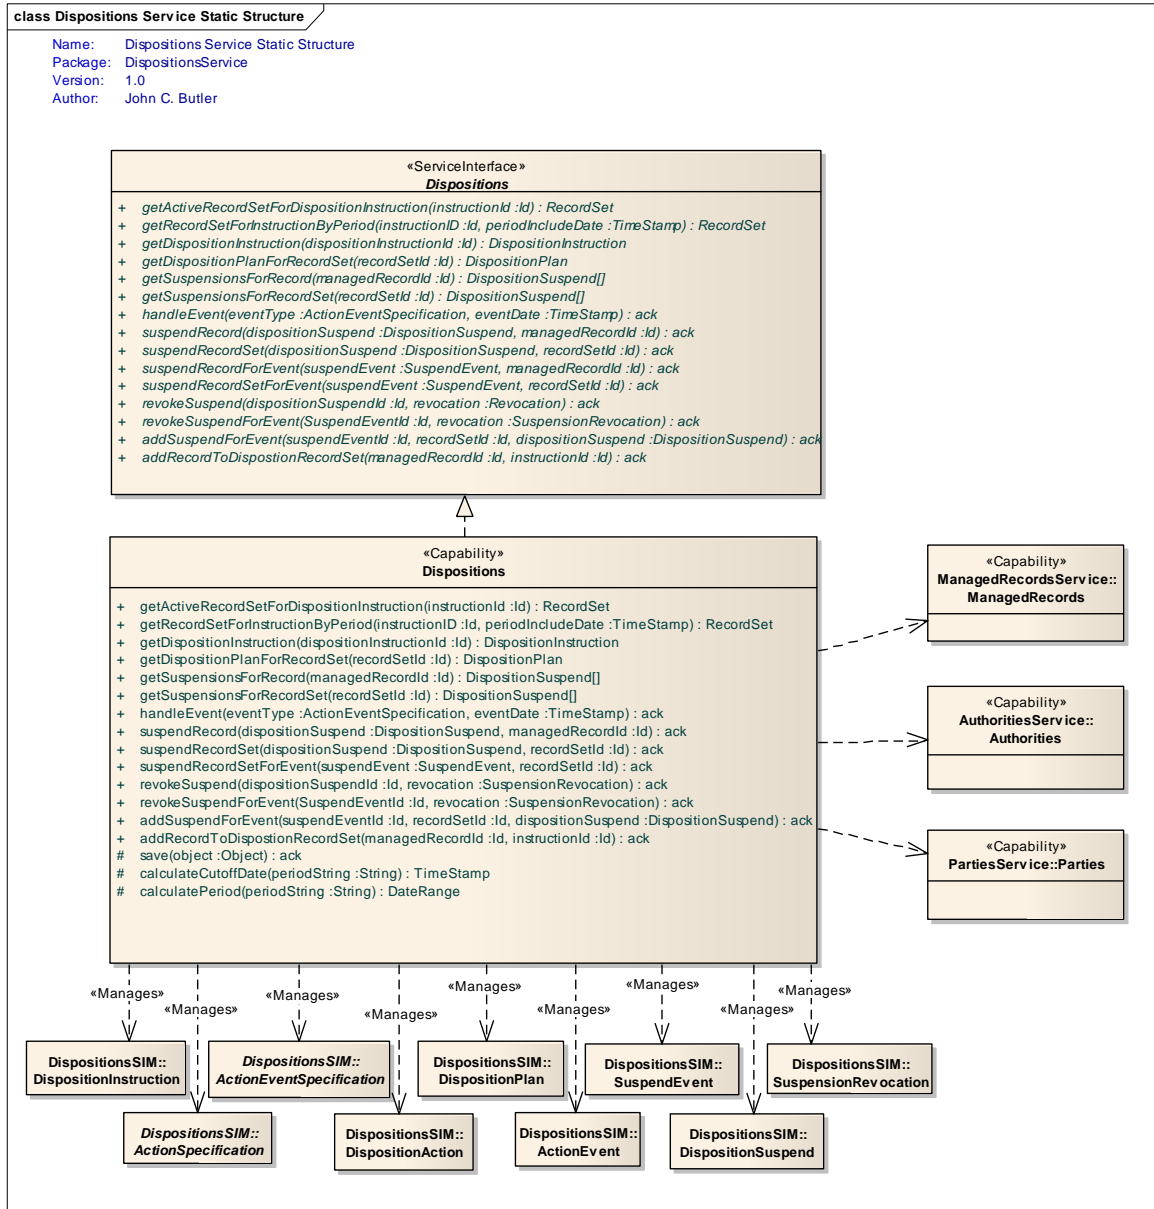 class Dispositions Service Static Structure
Name: Dispositions Service Static Structure
Package: DispositionsService
Version: 1.0
Author: John C. Butler
«ServiceInterface»
Dispositions
+ getActiveRecordSetForDispositionInstruction(instructionId :Id) : RecordSet
+ getRecordSetForInstructionByPeriod(instructionID :Id, periodIncludeDate :TimeStamp) : RecordSet
+ getDispositionInstruction(dispositionInstructionId :Id) : DispositionInstruction
+ getDispositionPlanForRecordSet(recordSetId :Id) : DispositionPlan
+ getSuspensionsForRecord(managedRecordId :Id) : DispositionSuspend[]
+ getSuspensionsForRecordSet(recordSetId :Id) : DispositionSuspend[]
+ handleEvent(eventType :ActionEventSpecification, eventDate :TimeStamp) : ack
+ suspendRecord(dispositionSuspend :DispositionSuspend, managedRecordId :Id) : ack
+ suspendRecordSet(dispositionSuspend :DispositionSuspend, recordSetId :Id) : ack
+ suspendRecordForEvent(suspendEvent :SuspendEvent, managedRecordId :Id) : ack
+ suspendRecordSetForEvent(suspendEvent :SuspendEvent, recordSetId :Id) : ack
+ revokeSuspend(dispositionSuspendId :Id, revocation :Revocation) : ack
+ revokeSuspendForEvent(SuspendEventId :Id, revocation :SuspensionRevocation) : ack
+ addSuspendForEvent(suspendEventId :Id, recordSetId :Id, dispositionSuspend :DispositionSuspend) : ack
+ addRecordToDispostionRecordSet(managedRecordId :Id, instructionId :Id) : ack
«Capability»
Dispositions
+ getActiveRecordSetForDispositionInstruction(instructionId :Id) : RecordSet
+ getRecordSetForInstructionByPeriod(instructionID :Id, periodIncludeDate :TimeStamp) : RecordSet
+ getDispositionInstruction(dispositionInstructionId :Id) : DispositionInstruction
+ getDispositionPlanForRecordSet(recordSetId :Id) : DispositionPlan
+ getSuspensionsForRecord(managedRecordId :Id) : DispositionSuspend[]
+ getSuspensionsForRecordSet(recordSetId :Id) : DispositionSuspend[]
+ handleEvent(eventType :ActionEventSpecification, eventDate :TimeStamp) : ack
+ suspendRecord(dispositionSuspend :DispositionSuspend, managedRecordId :Id) : ack
+ suspendRecordSet(dispositionSuspend :DispositionSuspend, recordSetId :Id) : ack
+ suspendRecordSetForEvent(suspendEvent :SuspendEvent, recordSetId :Id) : ack
+ revokeSuspend(dispositionSuspendId :Id, revocation :SuspensionRevocation) : ack
+ revokeSuspendForEvent(SuspendEventId :Id, revocation :SuspensionRevocation) : ack
+ addSuspendForEvent(suspendEventId :Id, recordSetId :Id, dispositionSuspend :DispositionSuspend) : ack
+ addRecordToDispostionRecordSet(managedRecordId :Id, instructionId :Id) : ack
# save(object :Object) : ack
# calculateCutoffDate(periodString :String) : TimeStamp
# calculatePeriod(periodString :String) : DateRange
«Capability»
ManagedRecordsService::
ManagedRecords
«Capability»
AuthoritiesService::
Authorities
«Capability»
PartiesService::Parties
«Manages»
«Manages»
«Manages»
«Manages»
«Manages»
«Manages»
«Manages»
«Manages»
«Manages»
DispositionsSIM::
DispositionInstruction
DispositionsSIM::
ActionEventSpecification
DispositionsSIM::
DispositionPlan
DispositionsSIM::
SuspendEvent
DispositionsSIM::
SuspensionRevocation
DispositionsSIM::
ActionSpecification
DispositionsSIM::
DispositionAction
DispositionsSIM::
ActionEvent
DispositionsSIM::
DispositionSuspend